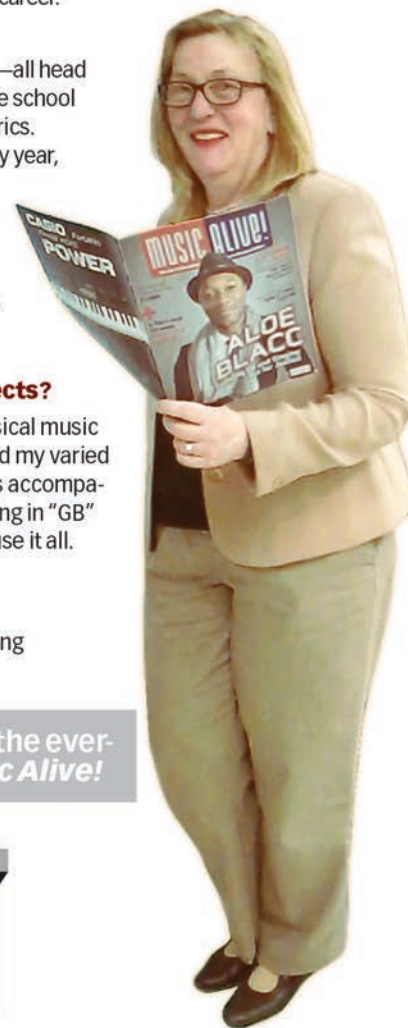 career.
—all head
e school
rics.
y year,
ects?
sical music
d my varied
s accompa-
ng in "GB"
use it all.
ng
the ever-
c Alive!
CASIO
POWER
MUSIC ALIVE!
ALOE
BLACC